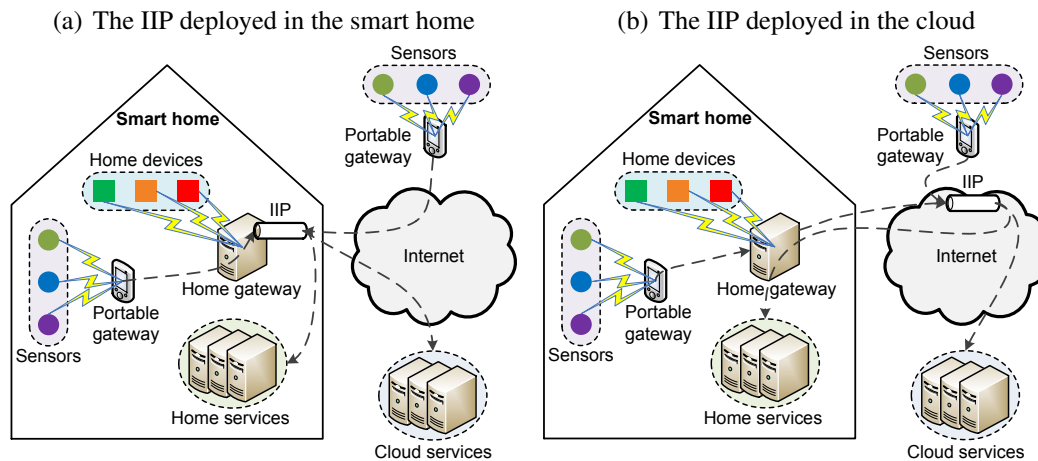 (a) The IIP deployed in the smart home
Sensors
Smart home
Portable
gateway
Home devices
IIP
Internet
Home gateway
Portable
gateway
Sensors
Home services
Cloud services
(b) The IIP deployed in the cloud
Sensors
Smart home
Portable
gateway
Home devices
IIP
Internet
Home gateway
Portable
gateway
Sensors
Home services
Cloud services